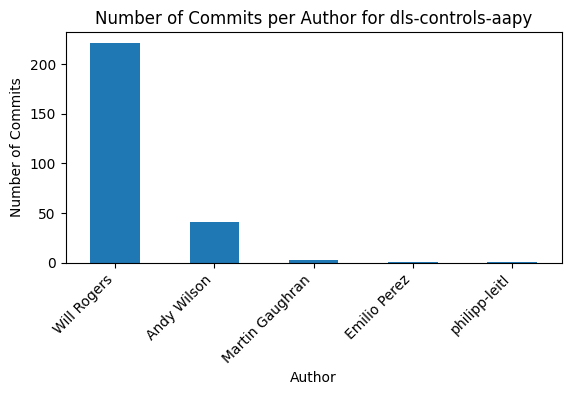 Number of Commits per Author for dls-controls-aapy
Number of Commits
200
150
100
50
0
Will Rogers
Andy Wilson
Martin Gaughran
Emilio Perez
philipp-leitl
Author